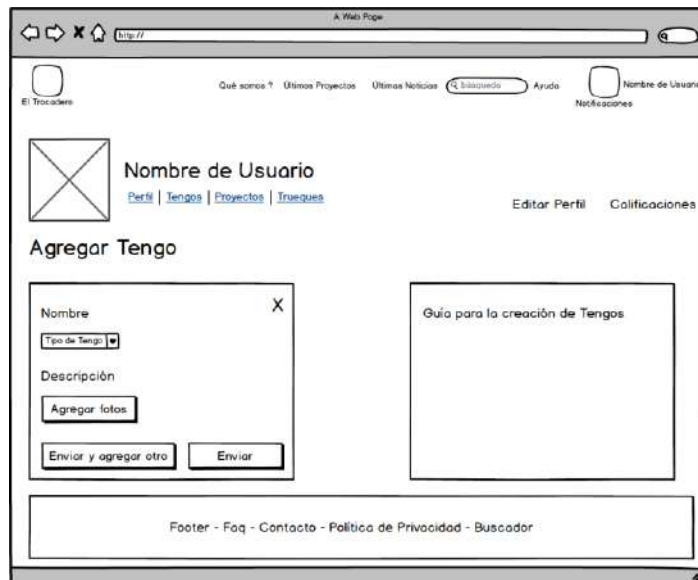 A Web Page
http://
El Trocadero
Qué somos ? Últimos Proyectos Últimas Noticias búsqueda Ayuda Nombre de Usuario
Notificaciones
Nombre de Usuario
Perfil | Tengos | Proyectos | Trueques
Editar Perfil Calificaciones
Agregar Tengo
X
Nombre
Tipo de Tengo
Descripción
Agregar fotos
Enviar y agregar otro Enviar
Guía para la creación de Tengos
Footer - Faq - Contacto - Política de Privacidad - Buscador